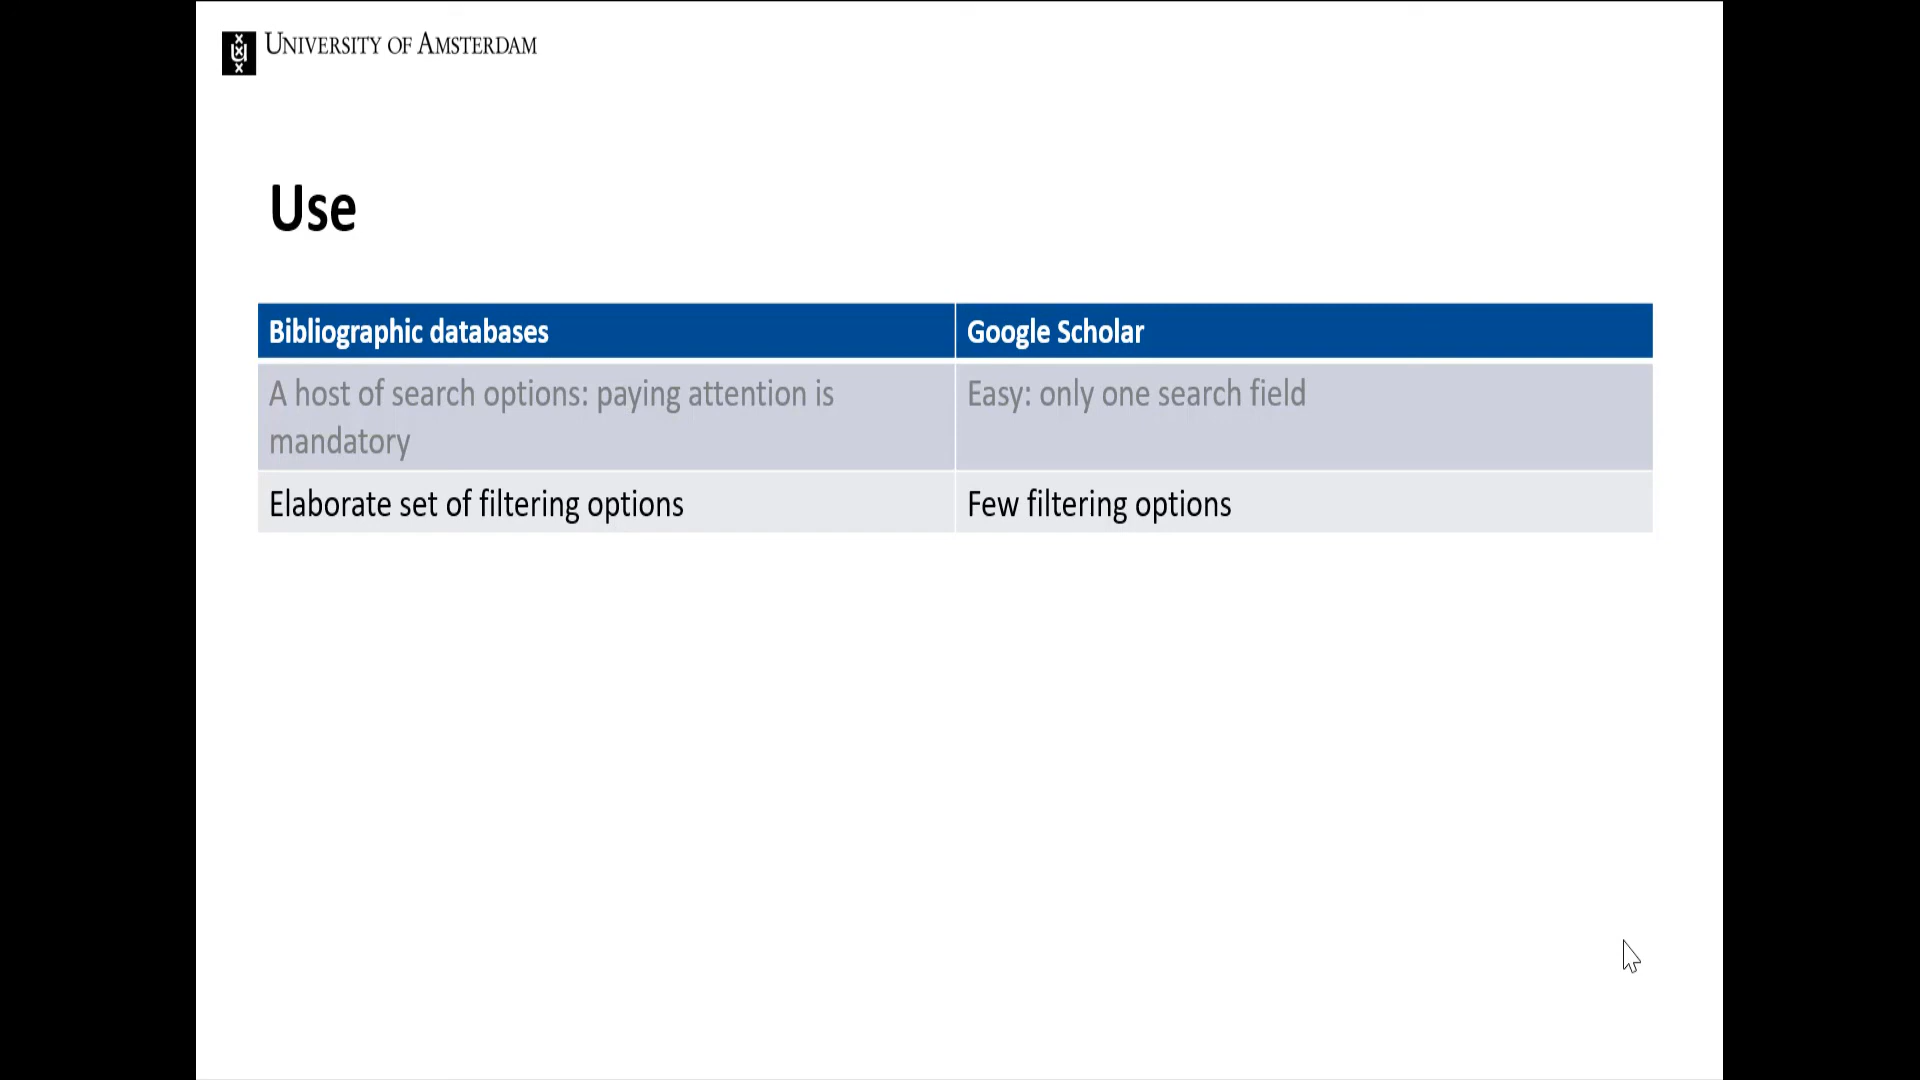 University of Amsterdam
Use
Bibliographic databases
Google Scholar
A host of search options: paying attention is
mandatory
Easy: only one search field
Elaborate set of filtering options
Few filtering options